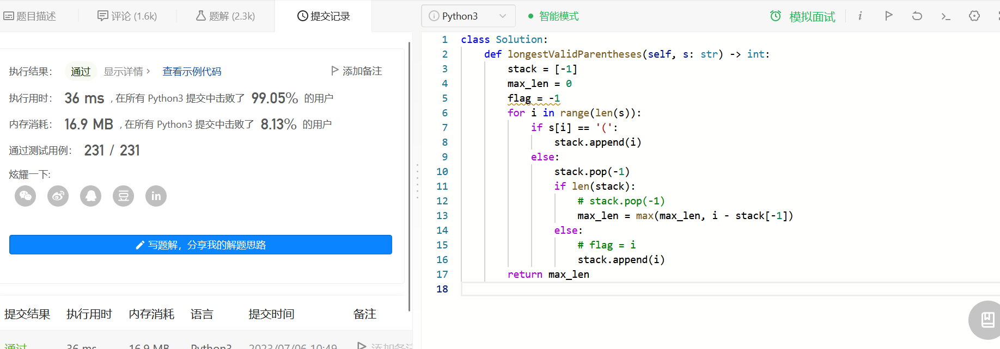 题目描述
评论 (1.6k)
题解 (2.3k)
提交记录
执行结果：
通过
显示详情 >
查看示例代码
添加备注
执行用时：
36 ms , 在所有 Python3 提交中击败了 99.05% 的用户
内存消耗：
16.9 MB , 在所有 Python3 提交中击败了 8.13% 的用户
通过测试用例：
231 / 231
炫耀一下:
豆
in
写题解，分享我的解题思路
提交结果 执行用时 内存消耗 语言 提交时间 备注
通过 36 ms 16.9 MB Python3 2023/07/06 10:49 添加备注
Python3
智能模式
模拟面试
i
1 class Solution:
2     def longestValidParentheses(self, s: str) -> int:
3         stack = [-1]
4         max_len = 0
5         flag = -1
6         for i in range(len(s)):
7             if s[i] == '(':
8                 stack.append(i)
9             else:
10                 stack.pop(-1)
11                 if len(stack):
12                     # stack.pop(-1)
13                     max_len = max(max_len, i - stack[-1])
14                 else:
15                     # flag = i
16                     stack.append(i)
17         return max_len
18